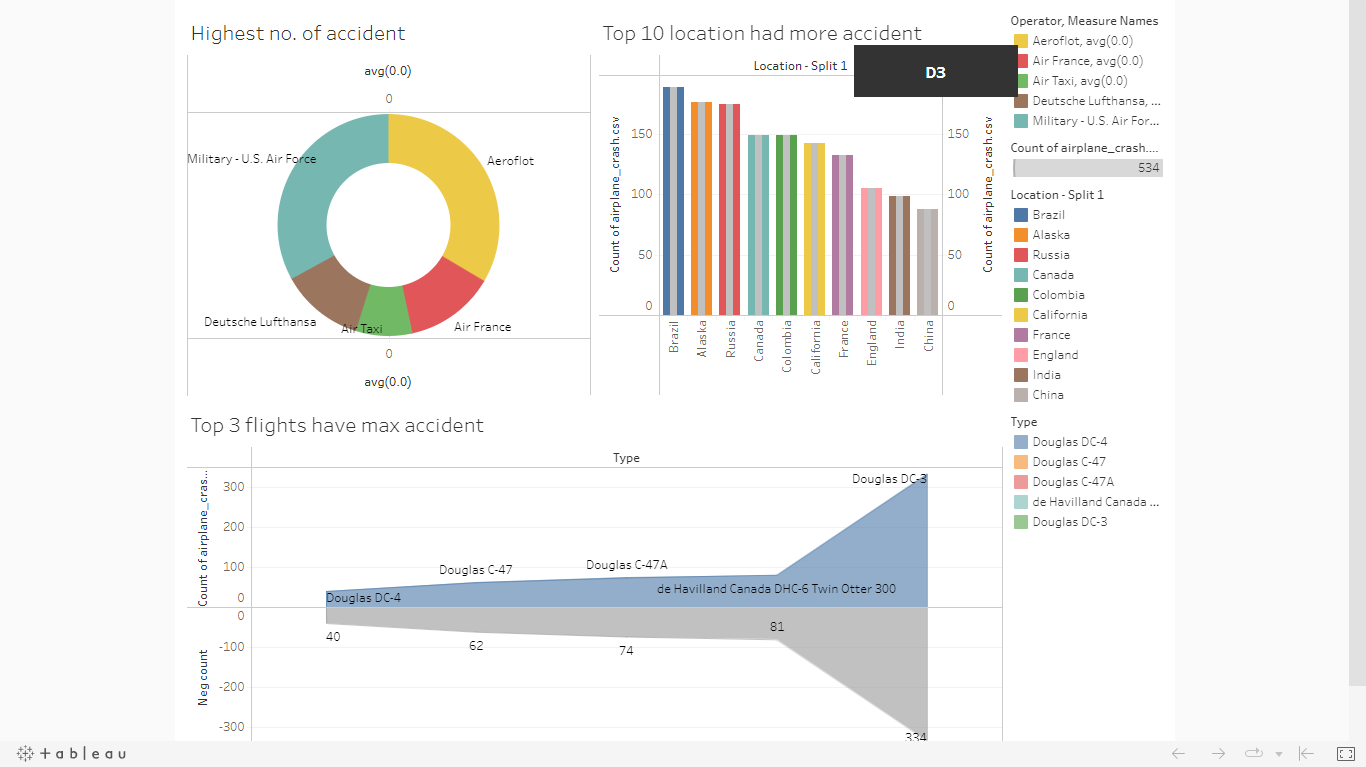 Highest no. of accident
avg(0.0)
0
Military - U.S. Air Force
Aeroflot
Deutsche Lufthansa
Air Taxi
Air France
0
avg(0.0)
Top 10 location had more accident
Location - Split 1
D3
Count of airplane_crash.csv
150
100
50
0
150
100
50
0
Count of airplane_crash.csv
Brazil
Alaska
Russia
Canada
Colombia
California
France
England
India
China
Operator, Measure Names
Aeroflot, avg(0.0)
Air France, avg(0.0)
Air Taxi, avg(0.0)
Deutsche Lufthansa, ...
Military - U.S. Air For...
Count of airplane_crash....
534
Location - Split 1
Brazil
Alaska
Russia
Canada
Colombia
California
France
England
India
China
Type
Douglas DC-4
Douglas C-47
Douglas C-47A
de Havilland Canada ...
Douglas DC-3
Top 3 flights have max accident
Type
Count of airplane_cras...
300
200
100
0
Douglas DC-4
Douglas C-47
Douglas C-47A
de Havilland Canada DHC-6 Twin Otter 300
Douglas DC-3
Neg count
0
-100
-200
-300
40
62
74
81
334
+ a b | e a u